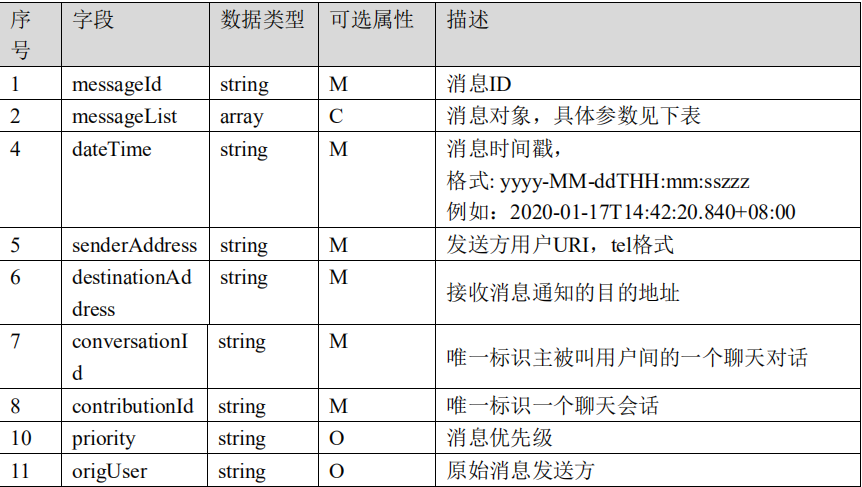 序号 字段 数据类型 可选属性 描述
1 messageId string M 消息ID
2 messageList array C 消息对象，具体参数见下表
4 dateTime string M 消息时间戳，
格式: yyyy-MM-ddTHH:mm:sszzz
例如：2020-01-17T14:42:20.840+08:00
5 senderAddress string M 发送方用户URI，tel格式
6 destinationAddress string M 接收消息通知的目的地址
7 conversationId string M 唯一标识主被叫用户间的一个聊天对话
8 contributionId string M 唯一标识一个聊天会话
10 priority string O 消息优先级
11 origUser string O 原始消息发送方